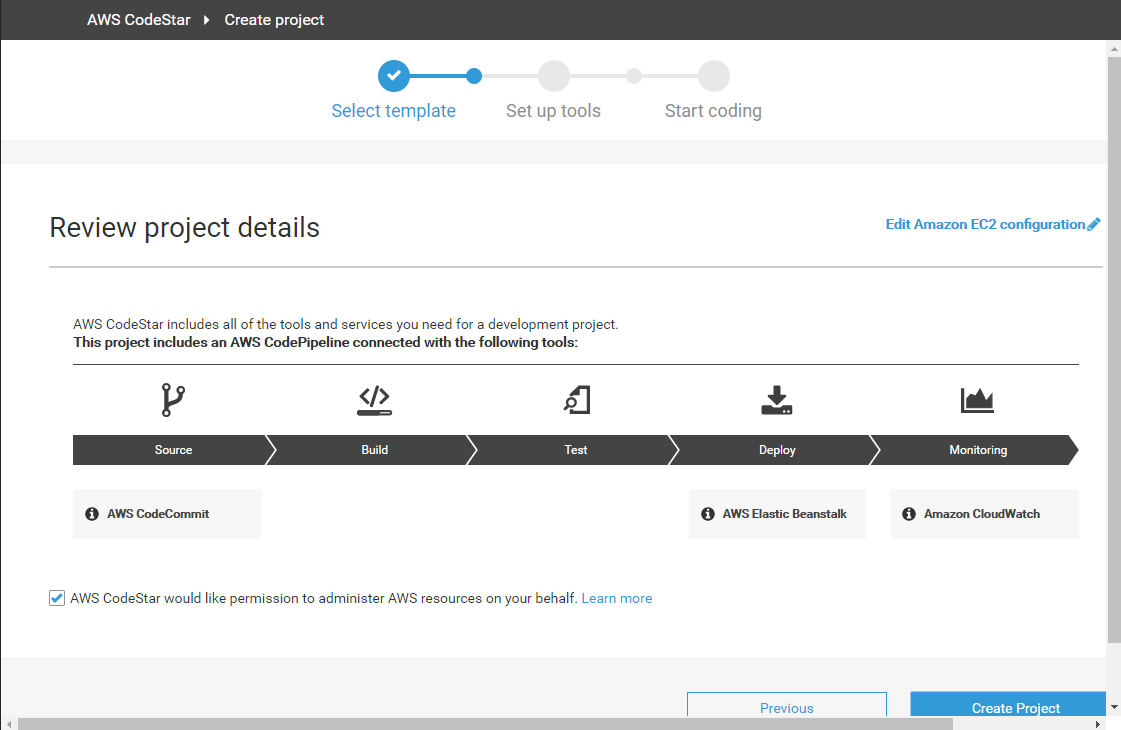 AWS CodeStar Create project
Select template Set up tools Start coding
Review project details
Edit Amazon EC2 configuration
AWS CodeStar includes all of the tools and services you need for a development project.
This project includes an AWS CodePipeline connected with the following tools:
Source Build Test Deploy Monitoring
AWS CodeCommit AWS Elastic Beanstalk Amazon CloudWatch
AWS CodeStar would like permission to administer AWS resources on your behalf. Learn more
Previous Create Project